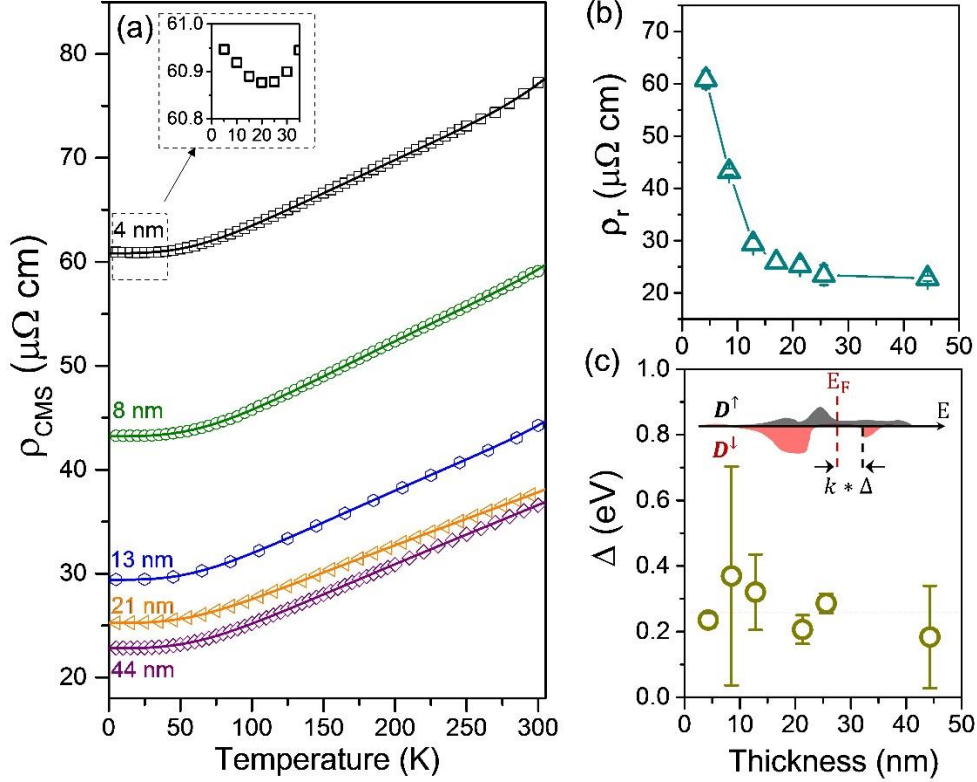 (a)
61.0
60.9
60.8
0 10 20 30
80
70
60
50
40
30
20
ρCMS (μΩ cm)
4 nm
8 nm
13 nm
21 nm
44 nm
0 50 100 150 200 250 300
Temperature (K)
(b)
70
60
50
40
30
20
ρr (μΩ cm)
0 10 20 30 40 50
(c)
1.0
0.8
0.6
0.4
0.2
0.0
Δ (eV)
D↑
D↓
EF
E
k * Δ
0 10 20 30 40 50
Thickness (nm)